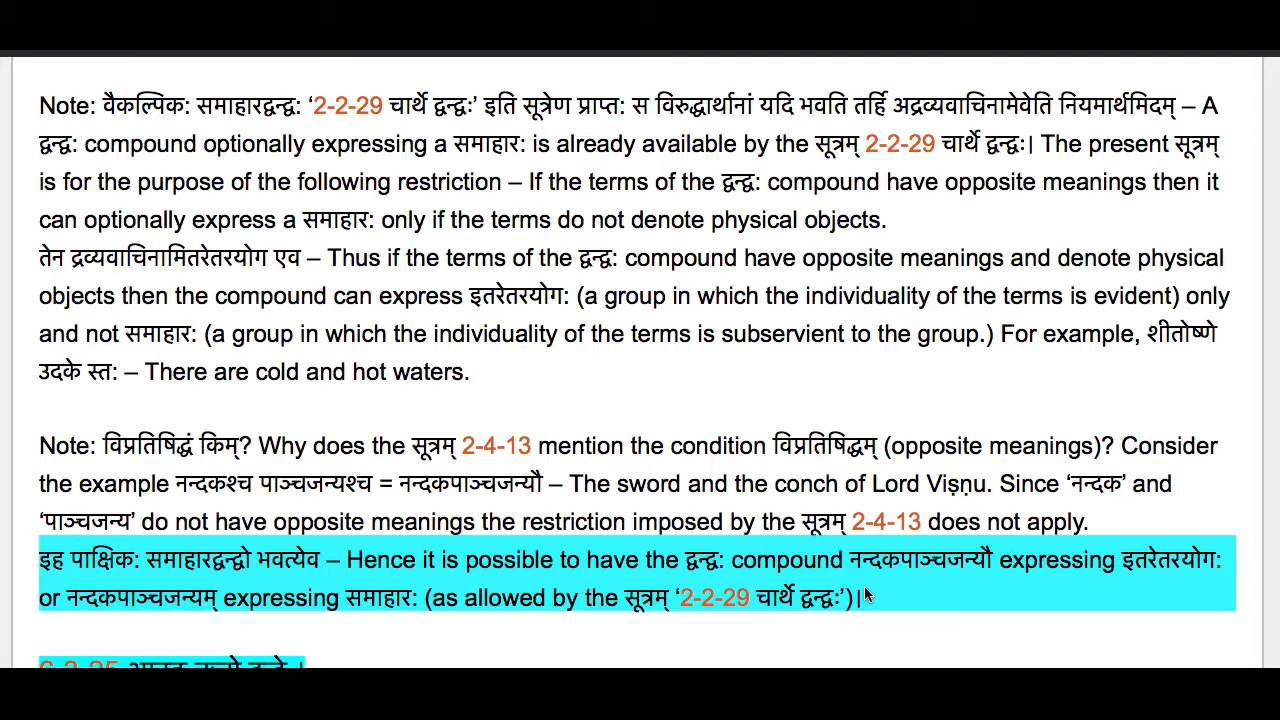 Note: वैकल्पिक: समाहारद्वन्द्व: ‘2-2-29 चार्थे द्वन्द्वः’ इति सूत्रेण प्राप्त: स विरुद्धार्थानां यदि भवति तर्हि अद्रव्यवाचिनामेवेति नियमार्थमिदम् – A
द्वन्द्व: compound optionally expressing a समाहार: is already available by the सूत्रम् 2-2-29 चार्थे द्वन्द्वः। The present सूत्रम्
is for the purpose of the following restriction – If the terms of the द्वन्द्व: compound have opposite meanings then it
can optionally express a समाहार: only if the terms do not denote physical objects.
तेन द्रव्यवाचिनामितरेतरयोग एव – Thus if the terms of the द्वन्द्व: compound have opposite meanings and denote physical
objects then the compound can express इतरेतरयोग: (a group in which the individuality of the terms is evident) only
and not समाहार: (a group in which the individuality of the terms is subservient to the group.) For example, शीतोष्णे
उदके स्त: – There are cold and hot waters.
Note: विप्रतिषिद्धं किम्? Why does the सूत्रम् 2-4-13 mention the condition विप्रतिषिद्धम् (opposite meanings)? Consider
the example नन्दकश्च पाञ्चजन्यश्च = नन्दकपाञ्चजन्यौ – The sword and the conch of Lord Viṣṇu. Since ‘नन्दक’ and
‘पाञ्चजन्य’ do not have opposite meanings the restriction imposed by the सूत्रम् 2-4-13 does not apply.
इह पाक्षिक: समाहारद्वन्द्वो भवत्येव – Hence it is possible to have the द्वन्द्व: compound नन्दकपाञ्चजन्यौ expressing इतरेतरयोग:
or नन्दकपाञ्चजन्यम् expressing समाहार: (as allowed by the सूत्रम् ‘2-2-29 चार्थे द्वन्द्वः’)।